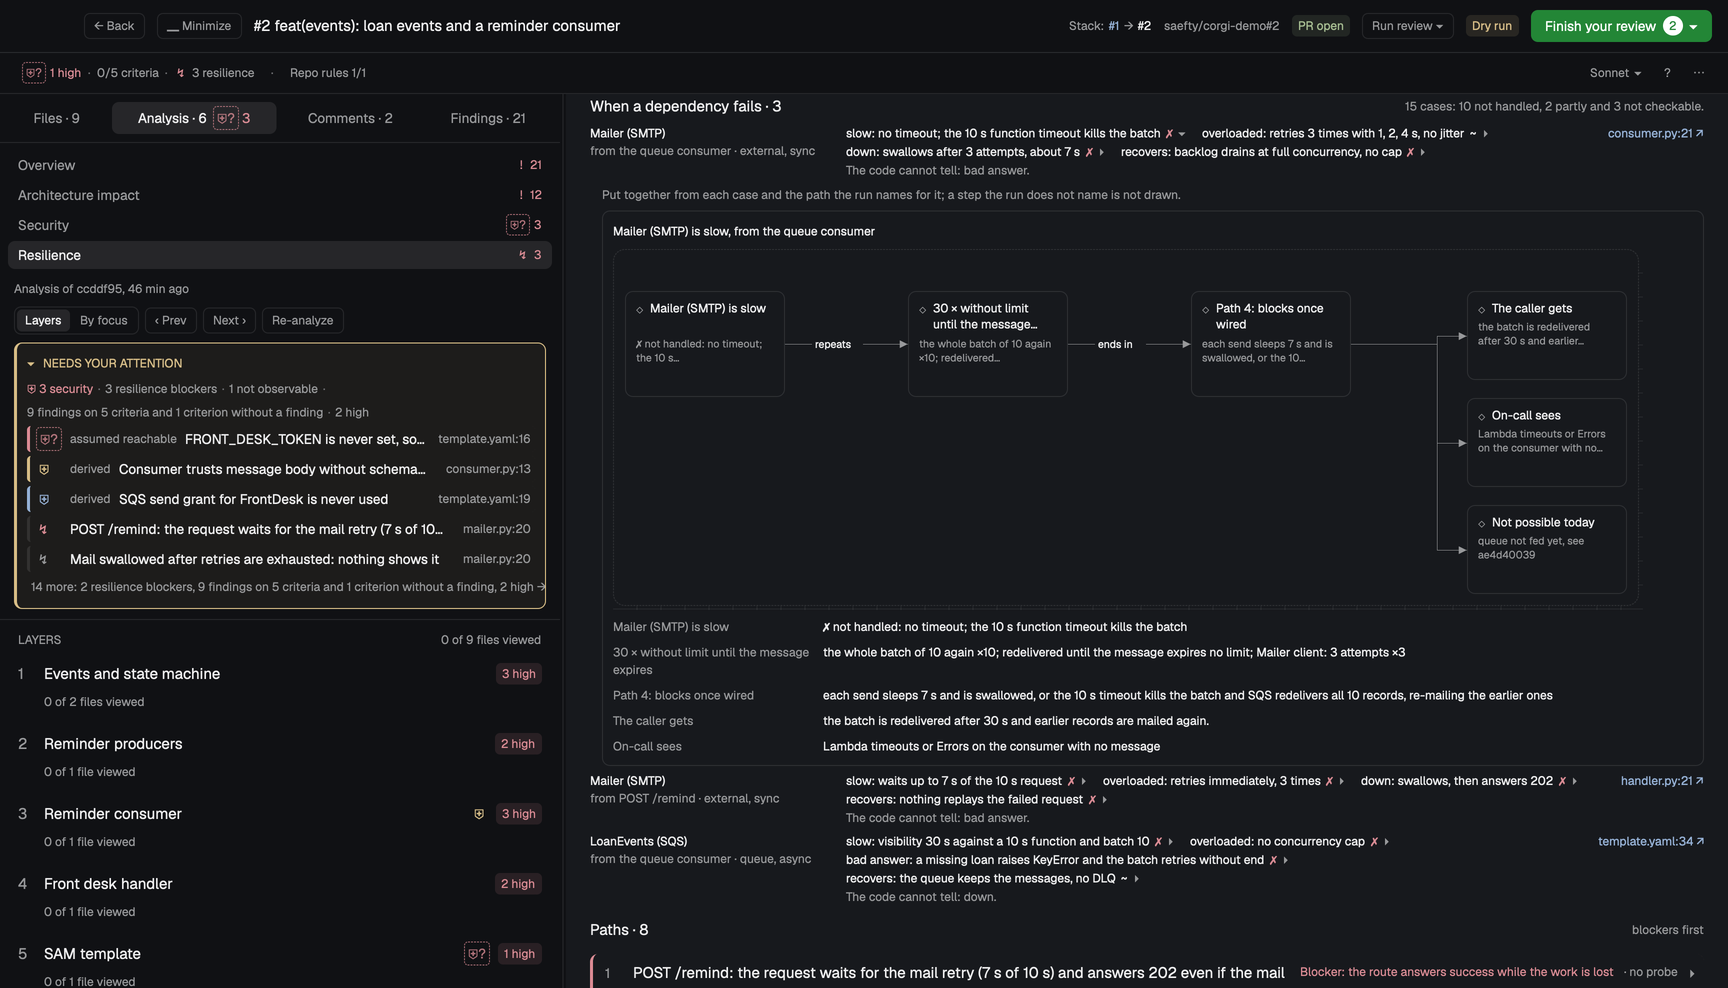 ← Back
Minimize
#2 feat(events): loan events and a reminder consumer
Stack: #1 → #2
saefty/corgi-demo#2
PR open
Run review
Dry run
Finish your review 2
1 high · 0/5 criteria · 3 resilience · Repo rules 1/1
Sonnet
?
···
Files · 9
Analysis · 6 ? 3
Comments · 2
Findings · 21
Overview ! 21
Architecture impact ! 12
Security ? 3
Resilience 3
Analysis of ccddf95, 46 min ago
Layers
By focus
‹ Prev
Next ›
Re-analyze
NEEDS YOUR ATTENTION
3 security · 3 resilience blockers · 1 not observable ·
9 findings on 5 criteria and 1 criterion without a finding · 2 high
? assumed reachable FRONT_DESK_TOKEN is never set, so... template.yaml:16
derived Consumer trusts message body without schema... consumer.py:13
derived SQS send grant for FrontDesk is never used template.yaml:19
POST /remind: the request waits for the mail retry (7 s of 10... mailer.py:20
Mail swallowed after retries are exhausted: nothing shows it mailer.py:20
14 more: 2 resilience blockers, 9 findings on 5 criteria and 1 criterion without a finding, 2 high →
LAYERS 0 of 9 files viewed
1 Events and state machine 3 high
0 of 2 files viewed
2 Reminder producers 2 high
0 of 1 file viewed
3 Reminder consumer 3 high
0 of 1 file viewed
4 Front desk handler 2 high
0 of 1 file viewed
5 SAM template ? 1 high
0 of 1 file viewed
When a dependency fails · 3
15 cases: 10 not handled, 2 partly and 3 not checkable.
Mailer (SMTP)
from the queue consumer · external, sync
slow: no timeout; the 10 s function timeout kills the batch ✗ overloaded: retries 3 times with 1, 2, 4 s, no jitter ~
consumer.py:21 ↗
down: swallows after 3 attempts, about 7 s ✗ recovers: backlog drains at full concurrency, no cap ✗
The code cannot tell: bad answer.
Put together from each case and the path the run names for it; a step the run does not name is not drawn.
Mailer (SMTP) is slow, from the queue consumer
◇ Mailer (SMTP) is slow
✗ not handled: no timeout;
the 10 s...
repeats
◇ 30 × without limit
until the message...
the whole batch of 10 again
×10; redelivered...
ends in
◇ Path 4: blocks once
wired
each send sleeps 7 s and is
swallowed, or the 10...
◇ The caller gets
the batch is redelivered
after 30 s and earlier...
◇ On-call sees
Lambda timeouts or Errors
on the consumer with no...
◇ Not possible today
queue not fed yet, see
ae4d40039
Mailer (SMTP) is slow ✗ not handled: no timeout; the 10 s function timeout kills the batch
30 × without limit until the message
expires
the whole batch of 10 again ×10; redelivered until the message expires no limit; Mailer client: 3 attempts ×3
Path 4: blocks once wired each send sleeps 7 s and is swallowed, or the 10 s timeout kills the batch and SQS redelivers all 10 records, re-mailing the earlier ones
The caller gets the batch is redelivered after 30 s and earlier records are mailed again.
On-call sees Lambda timeouts or Errors on the consumer with no message
Mailer (SMTP)
from POST /remind · external, sync
slow: waits up to 7 s of the 10 s request ✗ overloaded: retries immediately, 3 times ✗ down: swallows, then answers 202 ✗
handler.py:21 ↗
recovers: nothing replays the failed request ✗
The code cannot tell: bad answer.
LoanEvents (SQS)
from the queue consumer · queue, async
slow: visibility 30 s against a 10 s function and batch 10 ✗ overloaded: no concurrency cap ✗
template.yaml:34 ↗
bad answer: a missing loan raises KeyError and the batch retries without end ✗
recovers: the queue keeps the messages, no DLQ ~
The code cannot tell: down.
Paths · 8
blockers first
1 POST /remind: the request waits for the mail retry (7 s of 10 s) and answers 202 even if the mail Blocker: the route answers success while the work is lost · no probe